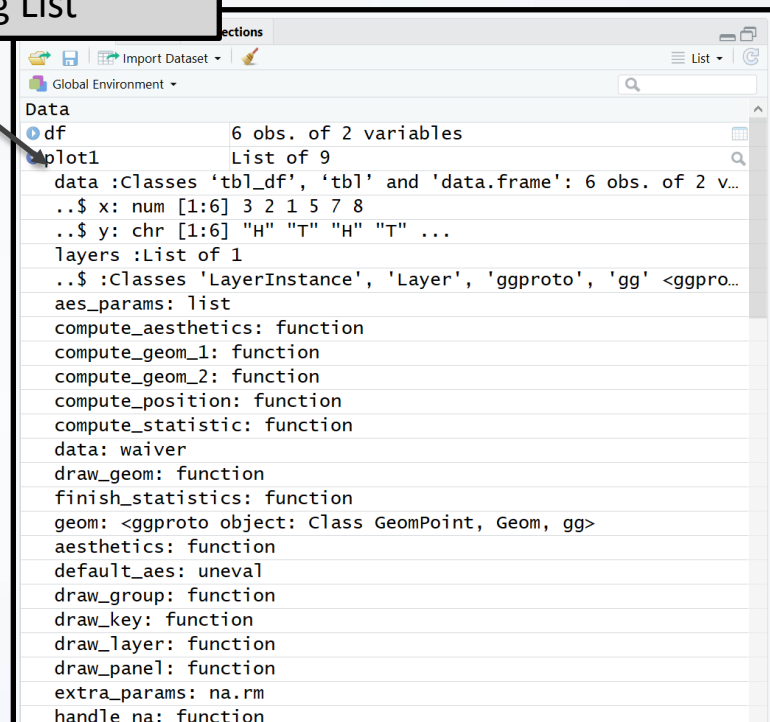 g List
ections
Import Dataset
List
Global Environment
Data
df 6 obs. of 2 variables
plot1 List of 9
data :Classes ‘tbl_df’, ‘tbl’ and 'data.frame': 6 obs. of 2 v…
..$ x: num [1:6] 3 2 1 5 7 8
..$ y: chr [1:6] "H" "T" "H" "T" ...
layers :List of 1
..$ :Classes 'LayerInstance', 'Layer', 'ggproto', 'gg' <ggpro…
aes_params: list
compute_aesthetics: function
compute_geom_1: function
compute_geom_2: function
compute_position: function
compute_statistic: function
data: waiver
draw_geom: function
finish_statistics: function
geom: <ggproto object: Class GeomPoint, Geom, gg>
aesthetics: function
default_aes: uneval
draw_group: function
draw_key: function
draw_layer: function
draw_panel: function
extra_params: na.rm
handle_na: function